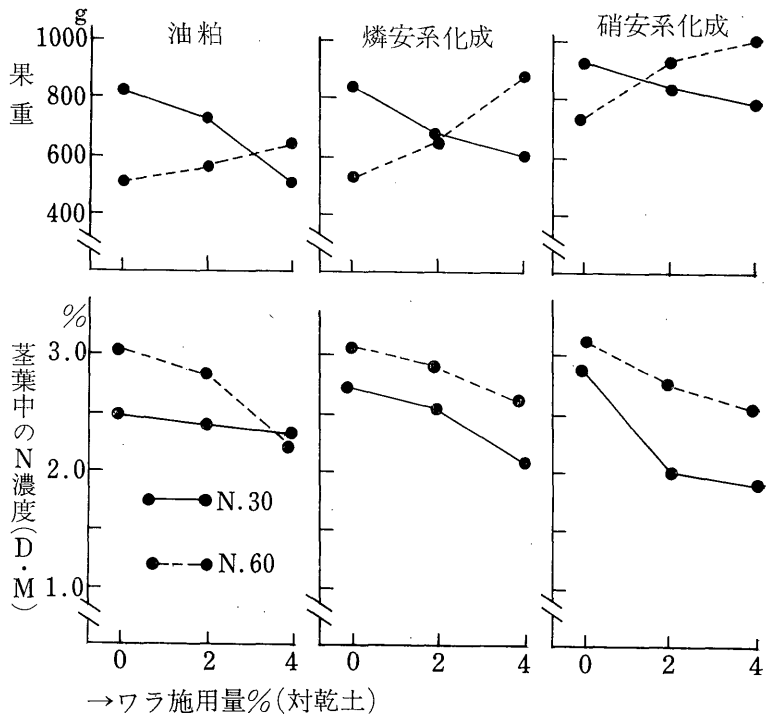 g
1000
800
600
400
果重
油粕
燐安系化成
硝安系化成
%
3.0
2.0
1.0
茎葉中のN濃度(D・M)
N.30
N.60
0 2 4
0 2 4
0 2 4
→ワラ施用量%(対乾土)